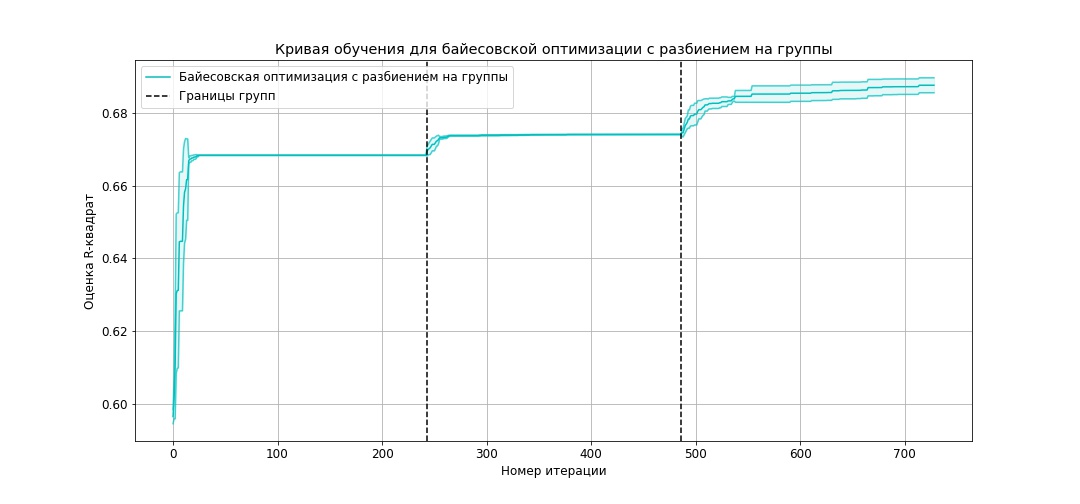 Кривая обучения для байесовской оптимизации с разбиением на группы
Байесовская оптимизация с разбиением на группы
Границы групп
Оценка R-квадрат
0.68
0.66
0.64
0.62
0.60
0 100 200 300 400 500 600 700
Номер итерации